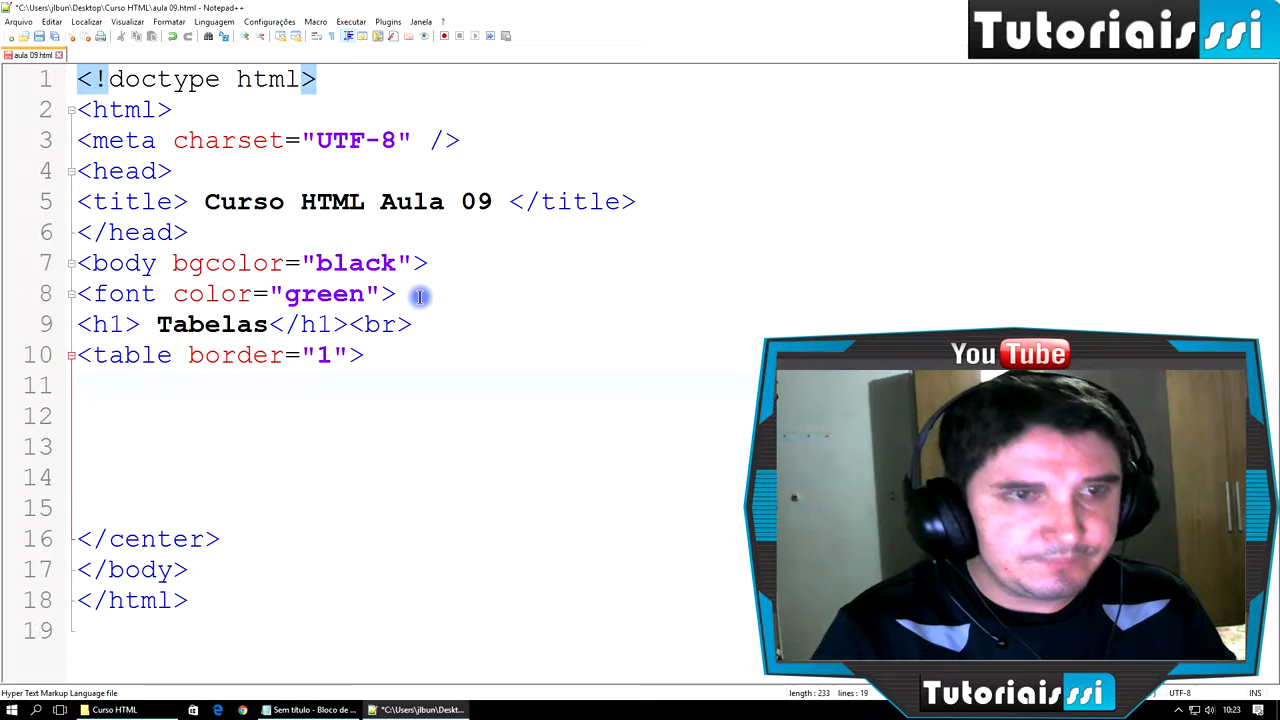 *C:\Users\jlbun\Desktop\Curso HTML\aula 09.html - Notepad++
Arquivo Editar Localizar Visualizar Formatar Linguagem Configurações Macro Executar Plugins Janela ?
aula 09.html
Tutoriaisssi
1 <!doctype html>
2 <html>
3 <meta charset="UTF-8" />
4 <head>
5 <title> Curso HTML Aula 09 </title>
6 </head>
7 <body bgcolor="black">
8 <font color="green">
9 <h1> Tabelas</h1><br>
10 <table border="1">
11
12
13
14
15
16 </center>
17 </body>
18 </html>
19
YouTube
Tutoriaisssi
Hyper Text Markup Language file
length : 233 lines : 19
UTF-8
INS
Curso HTML
Sem título - Bloco de ...
*C:\Users\jlbun\Deskt...
10:23